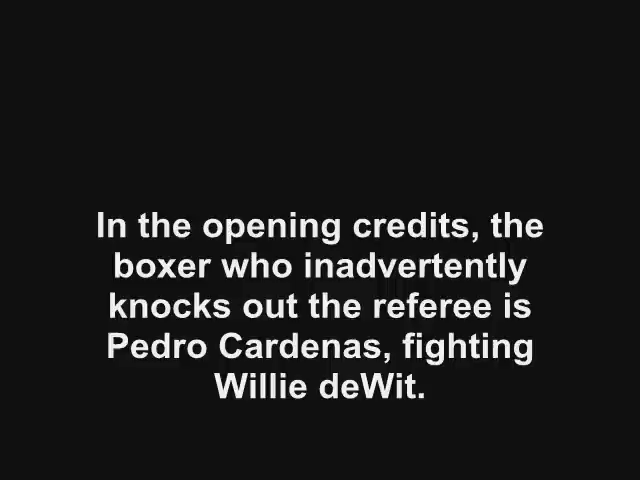 In the opening credits, the
boxer who inadvertently
knocks out the referee is
Pedro Cardenas, fighting
Willie deWit.